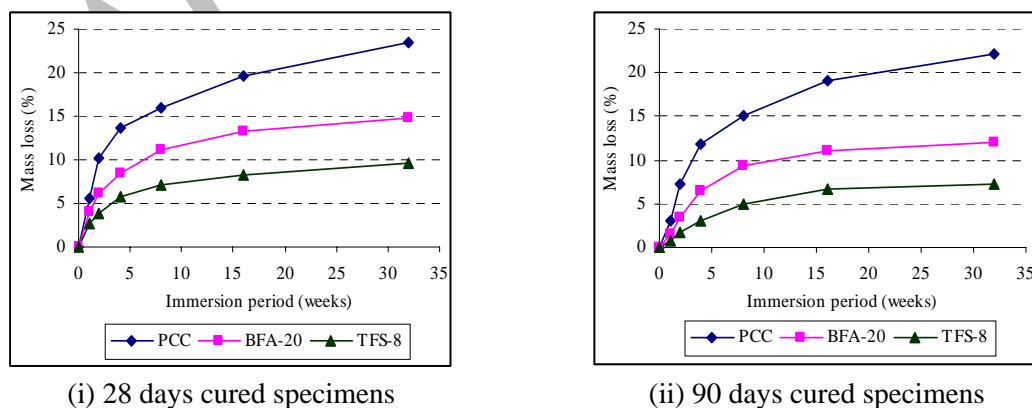 25
20
15
10
5
0
Mass loss (%)
0 5 10 15 20 25 30 35
Immersion period (weeks)
PCC BFA-20 TFS-8
(i) 28 days cured specimens
25
20
15
10
5
0
Mass loss (%)
0 5 10 15 20 25 30 35
Immersion period (weeks)
PCC BFA-20 TFS-8
(ii) 90 days cured specimens